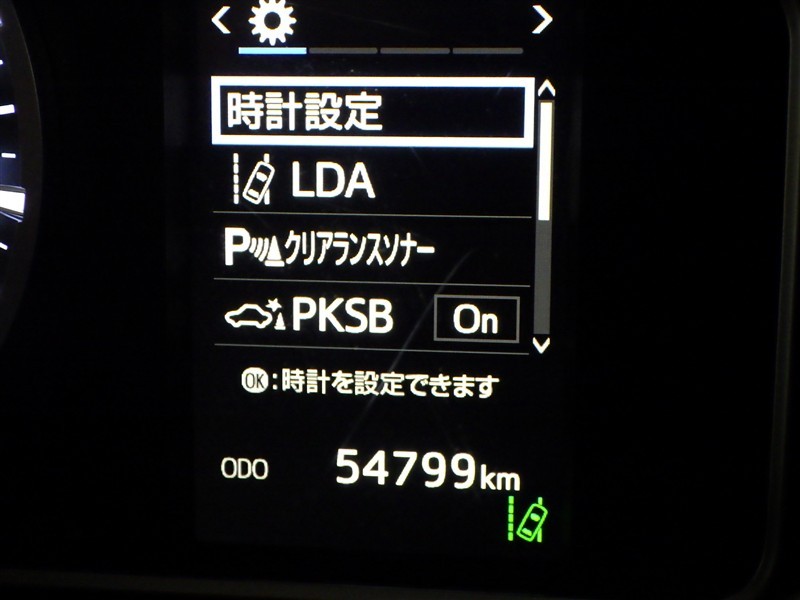 時計設定
LDA
Pクリアランスソナー
PKSB On
OK:時計を設定できます
ODO 54799km